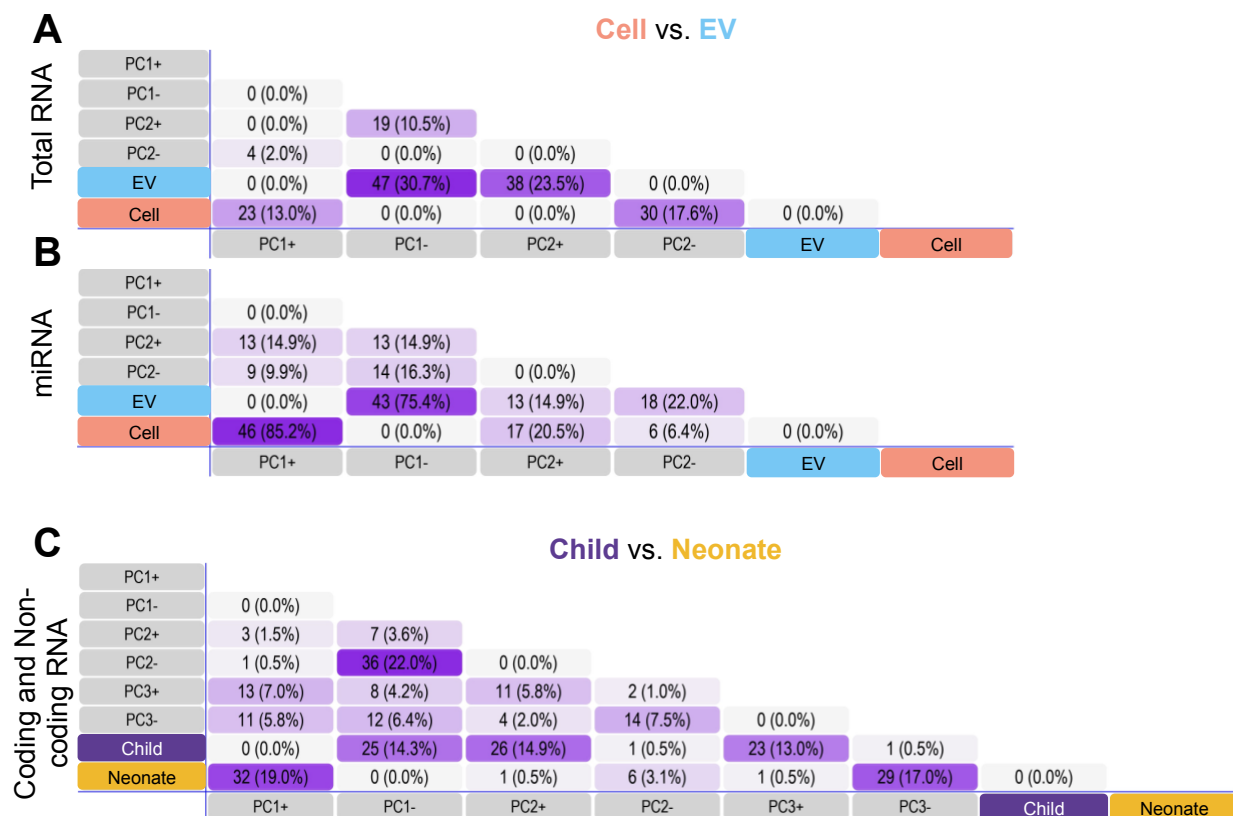 A
Cell vs. EV
Total RNA
PC1+
PC1- 0 (0.0%)
PC2+ 0 (0.0%) 19 (10.5%)
PC2- 4 (2.0%) 0 (0.0%) 0 (0.0%)
EV 0 (0.0%) 47 (30.7%) 38 (23.5%) 0 (0.0%)
Cell 23 (13.0%) 0 (0.0%) 0 (0.0%) 30 (17.6%) 0 (0.0%)
PC1+ PC1- PC2+ PC2- EV Cell
B
miRNA
PC1+
PC1- 0 (0.0%)
PC2+ 13 (14.9%) 13 (14.9%)
PC2- 9 (9.9%) 14 (16.3%) 0 (0.0%)
EV 0 (0.0%) 43 (75.4%) 13 (14.9%) 18 (22.0%)
Cell 46 (85.2%) 0 (0.0%) 17 (20.5%) 6 (6.4%) 0 (0.0%)
PC1+ PC1- PC2+ PC2- EV Cell
C
Child vs. Neonate
Coding and Non-
coding RNA
PC1+
PC1- 0 (0.0%)
PC2+ 3 (1.5%) 7 (3.6%)
PC2- 1 (0.5%) 36 (22.0%) 0 (0.0%)
PC3+ 13 (7.0%) 8 (4.2%) 11 (5.8%) 2 (1.0%)
PC3- 11 (5.8%) 12 (6.4%) 4 (2.0%) 14 (7.5%) 0 (0.0%)
Child 0 (0.0%) 25 (14.3%) 26 (14.9%) 1 (0.5%) 23 (13.0%) 1 (0.5%)
Neonate 32 (19.0%) 0 (0.0%) 1 (0.5%) 6 (3.1%) 1 (0.5%) 29 (17.0%) 0 (0.0%)
PC1+ PC1- PC2+ PC2- PC3+ PC3- Child Neonate